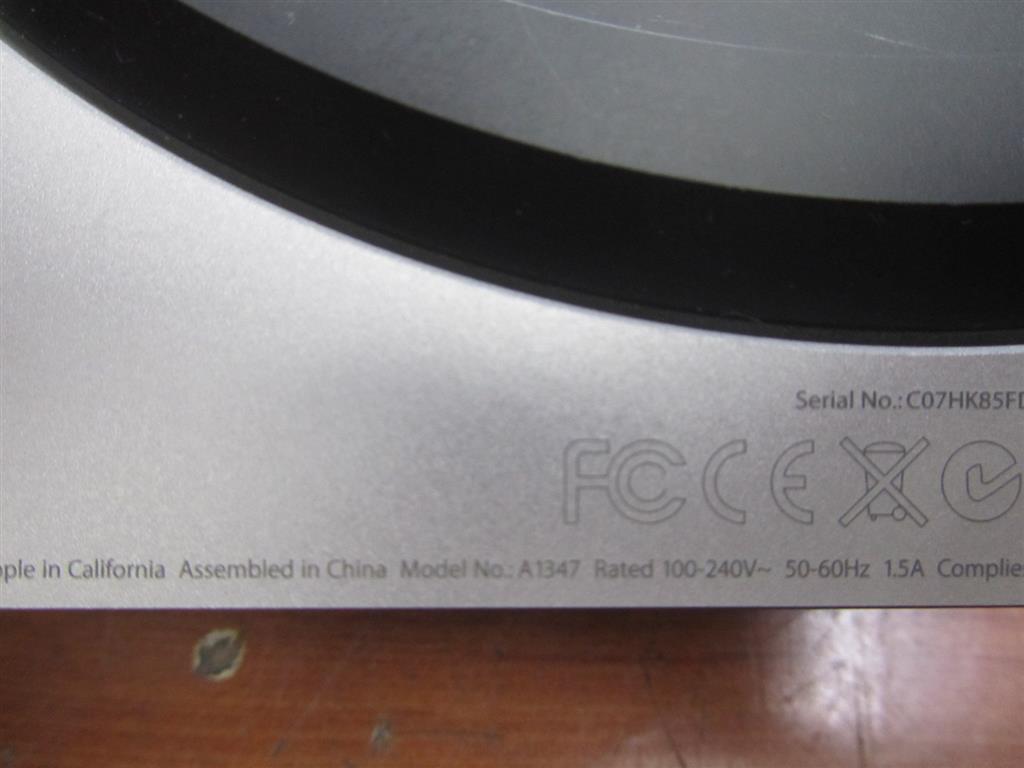 Serial No.: C07HK85FD
FC CE
pple in California Assembled in China Model No.: A1347 Rated 100-240V~ 50-60Hz 1.5A Complies